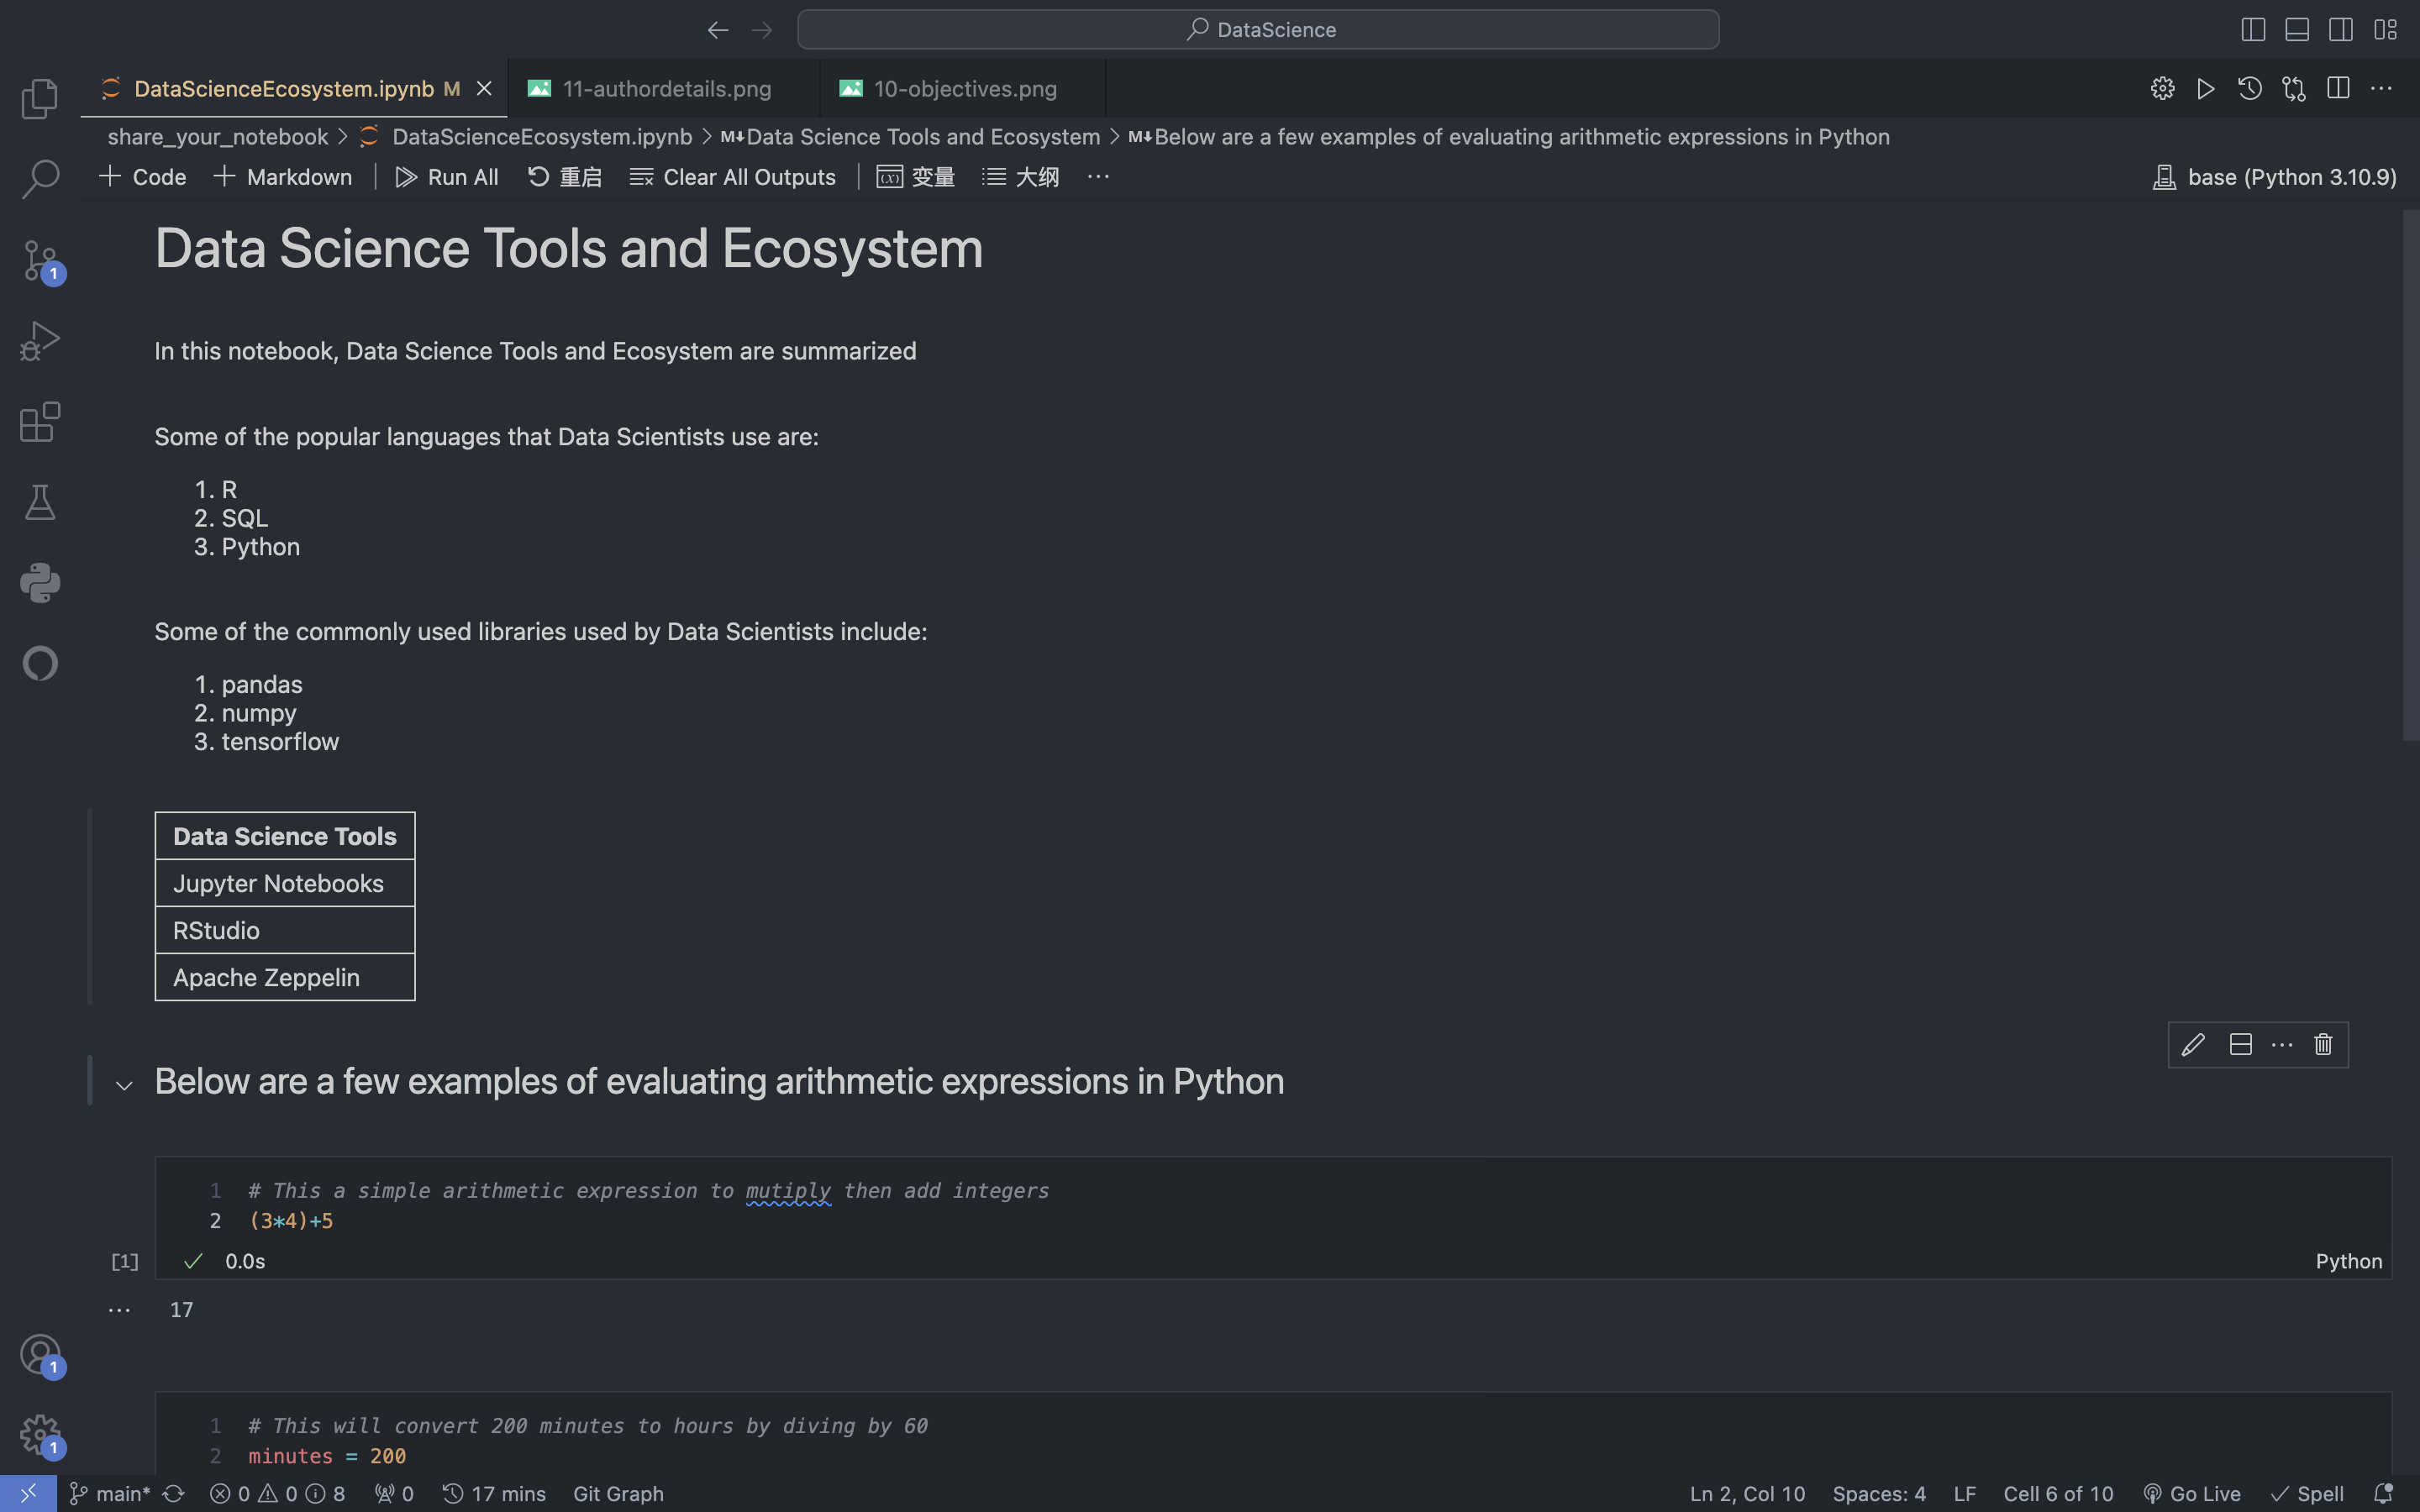 DataScience
DataScienceEcosystem.ipynb M
11-authordetails.png
10-objectives.png
share_your_notebook > DataScienceEcosystem.ipynb > M↓Data Science Tools and Ecosystem > M↓Below are a few examples of evaluating arithmetic expressions in Python
+ Code + Markdown Run All 重启 Clear All Outputs 变量 大纲 ··· base (Python 3.10.9)
Data Science Tools and Ecosystem
In this notebook, Data Science Tools and Ecosystem are summarized
Some of the popular languages that Data Scientists use are:
1. R
2. SQL
3. Python
Some of the commonly used libraries used by Data Scientists include:
1. pandas
2. numpy
3. tensorflow
Data Science Tools
Jupyter Notebooks
RStudio
Apache Zeppelin
Below are a few examples of evaluating arithmetic expressions in Python
1 # This a simple arithmetic expression to mutiply then add integers
2 (3*4)+5
[1] ✓ 0.0s Python
··· 17
1 # This will convert 200 minutes to hours by diving by 60
2 minutes = 200
1
1
1
main* 0 0 8 0 17 mins Git Graph Ln 2, Col 10 Spaces: 4 LF Cell 6 of 10 Go Live ✓ Spell